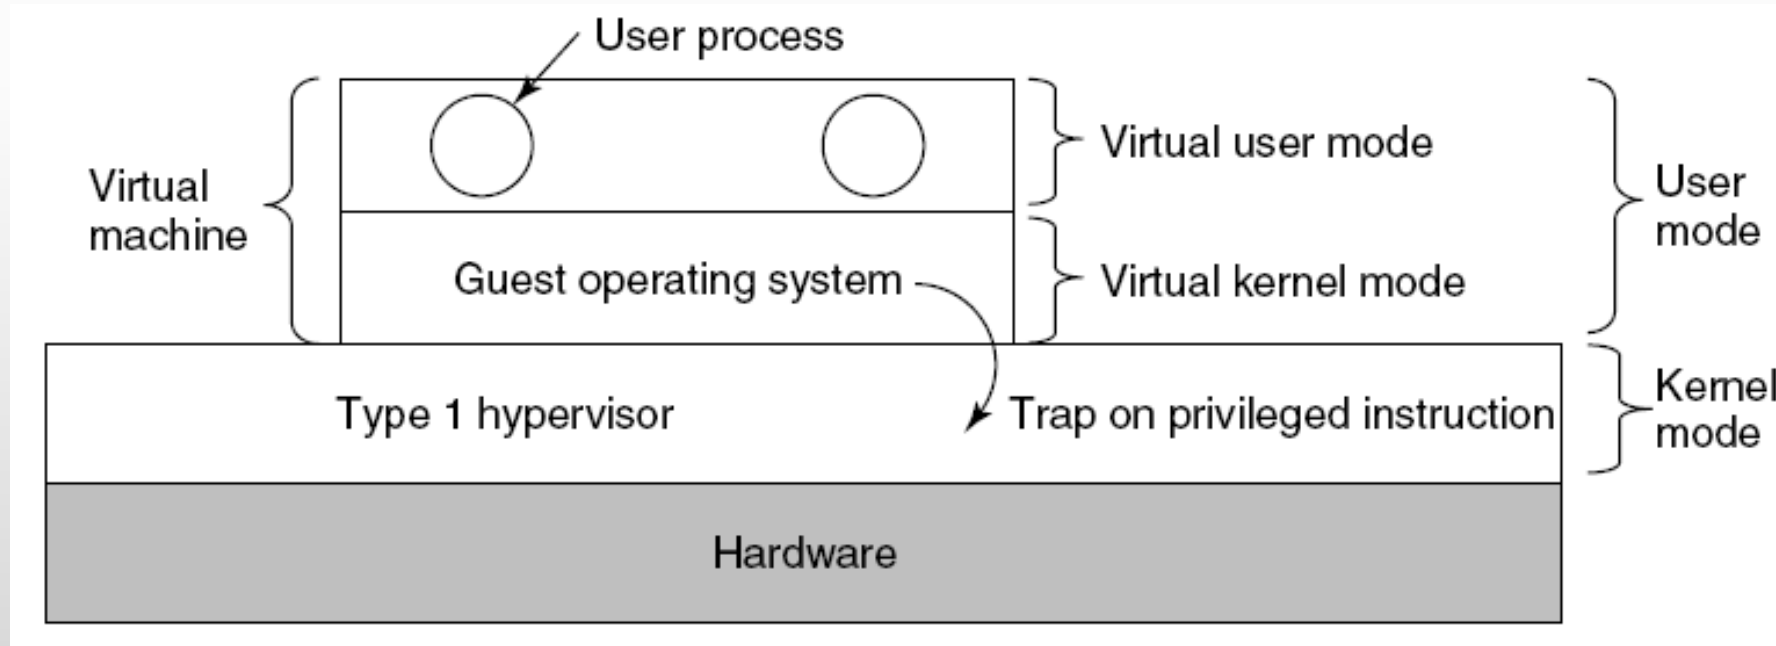 User process
Virtual user mode
Virtual
machine
User
mode
Guest operating system
Virtual kernel mode
Type 1 hypervisor
Trap on privileged instruction
Kernel
mode
Hardware